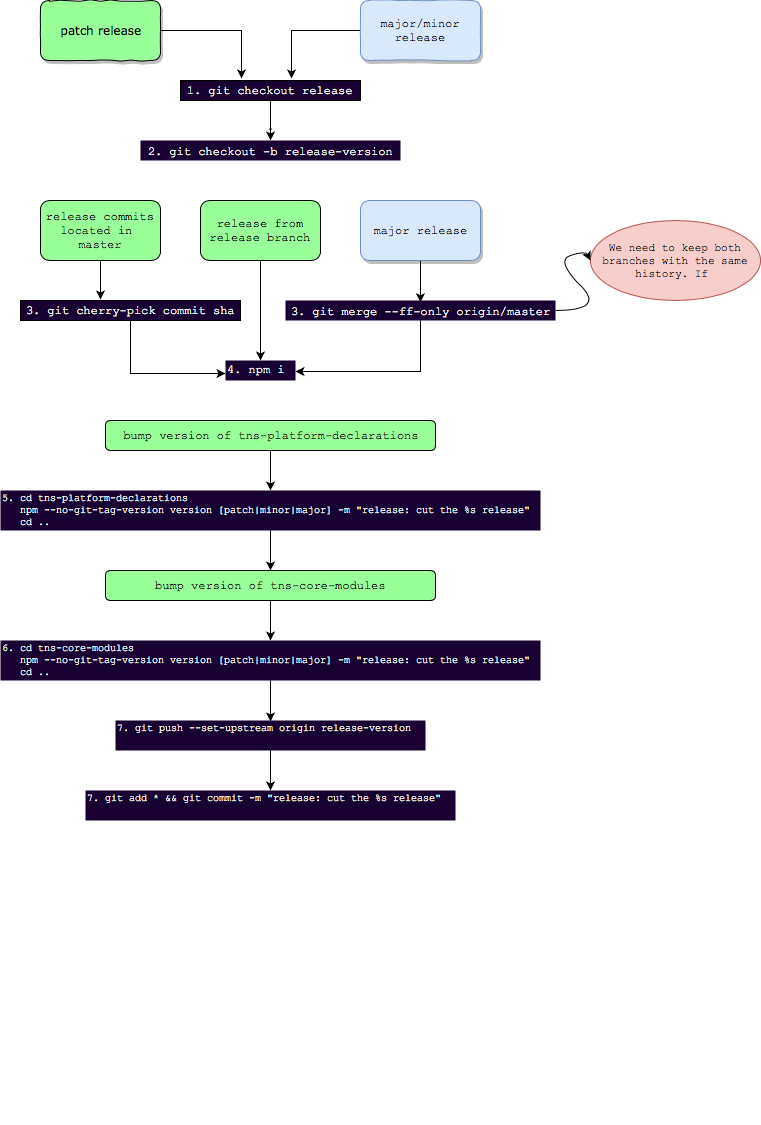 patch release
major/minor
release
1. git checkout release
2. git checkout -b release-version
release commits
located in
master
release from
release branch
major release
We need to keep both
branches with the same
history. If
3. git cherry-pick commit sha
3. git merge --ff-only origin/master
4. npm i
bump version of tns-platform-declarations
5. cd tns-platform-declarations
npm --no-git-tag-version version [patch|minor|major] -m "release: cut the %s release"
cd ..
bump version of tns-core-modules
6. cd tns-core-modules
npm --no-git-tag-version version [patch|minor|major] -m "release: cut the %s release"
cd ..
7. git push --set-upstream origin release-version
7. git add * && git commit -m "release: cut the %s release"